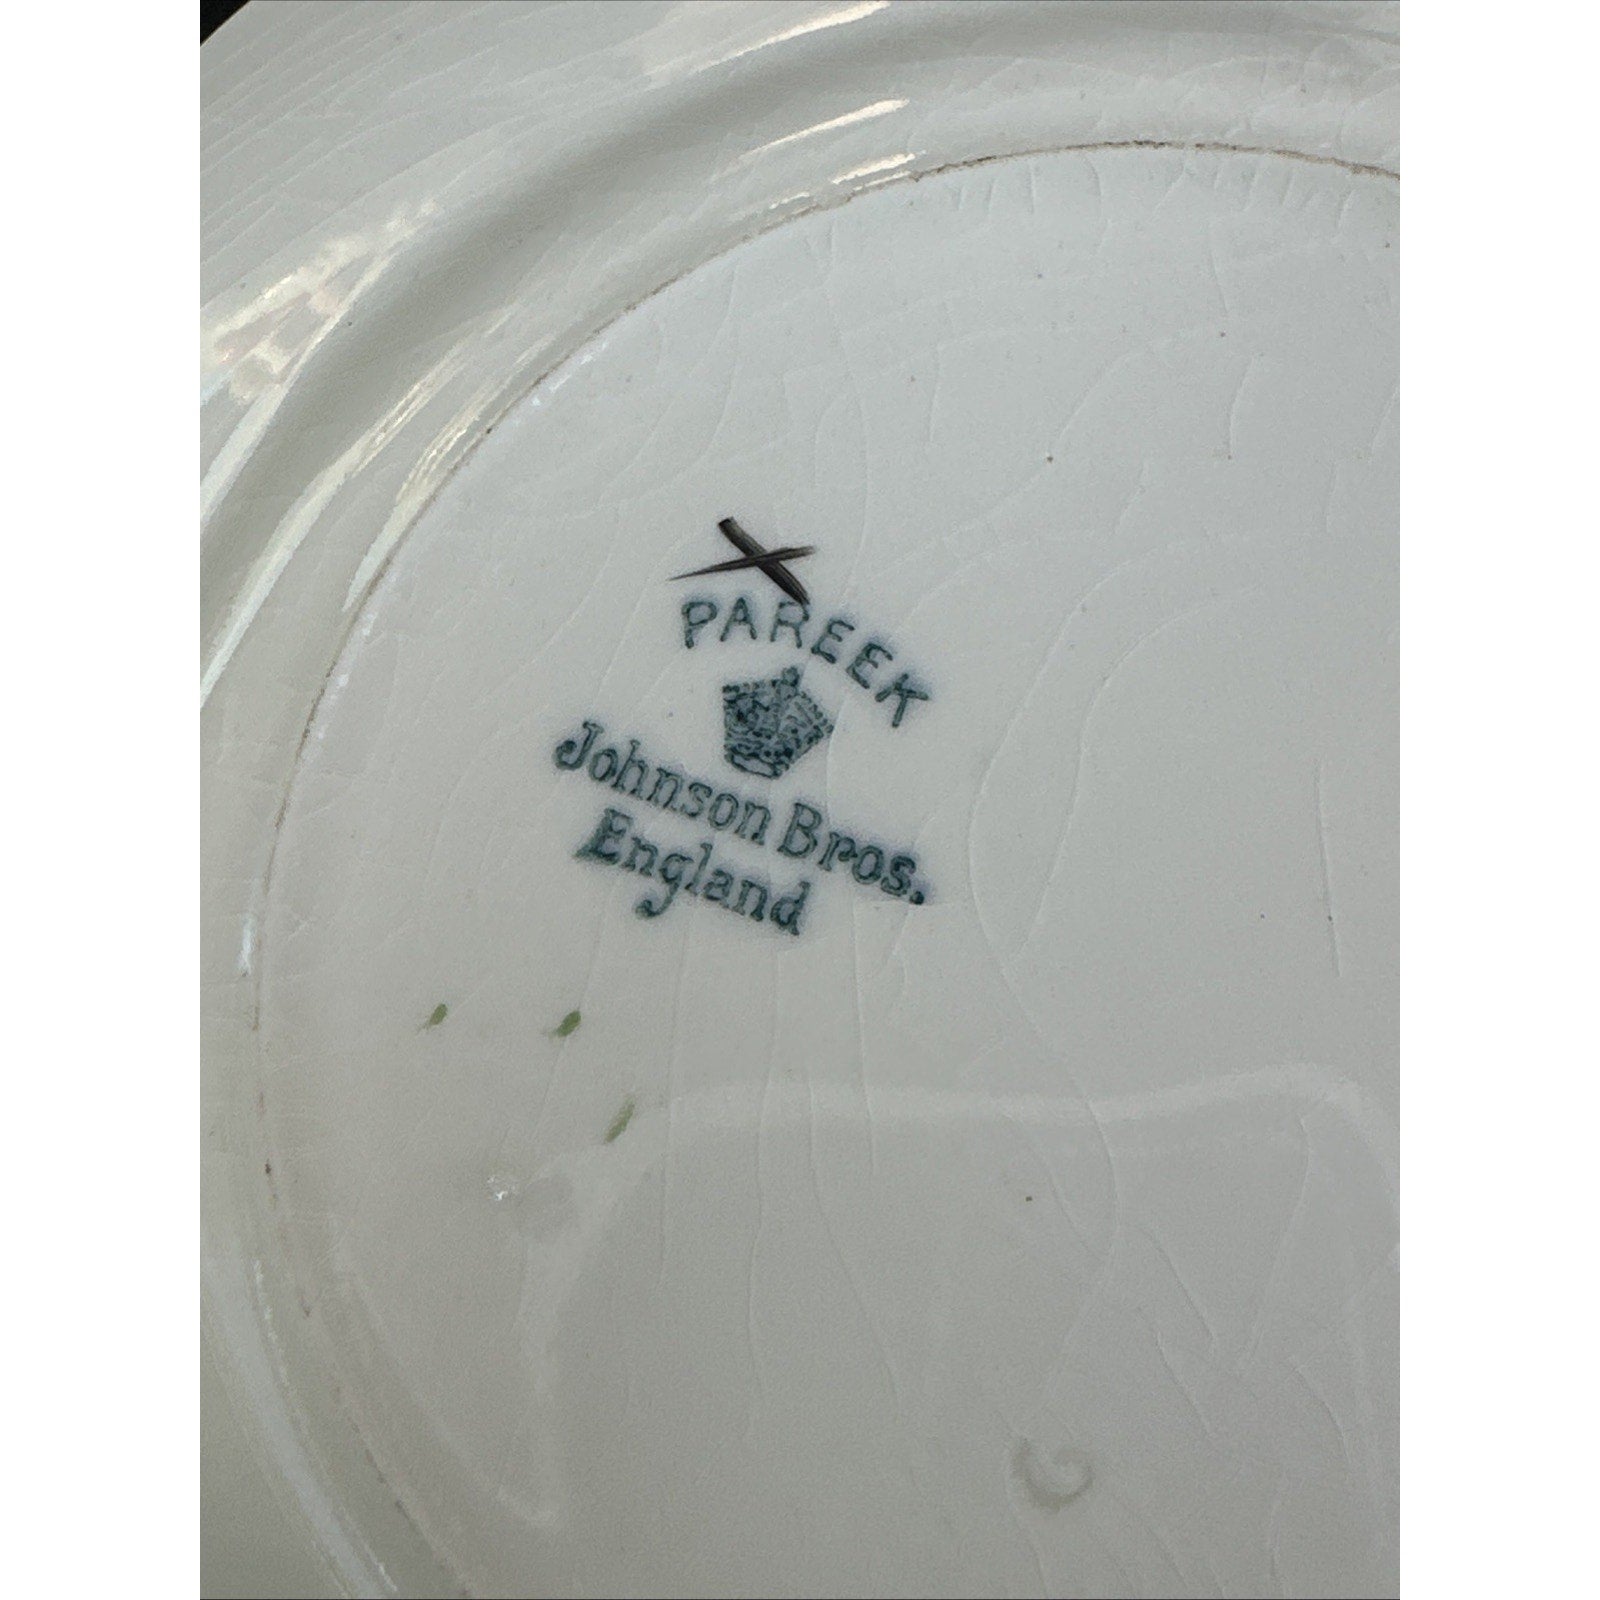 PAREEK
Johnson Bros.
England